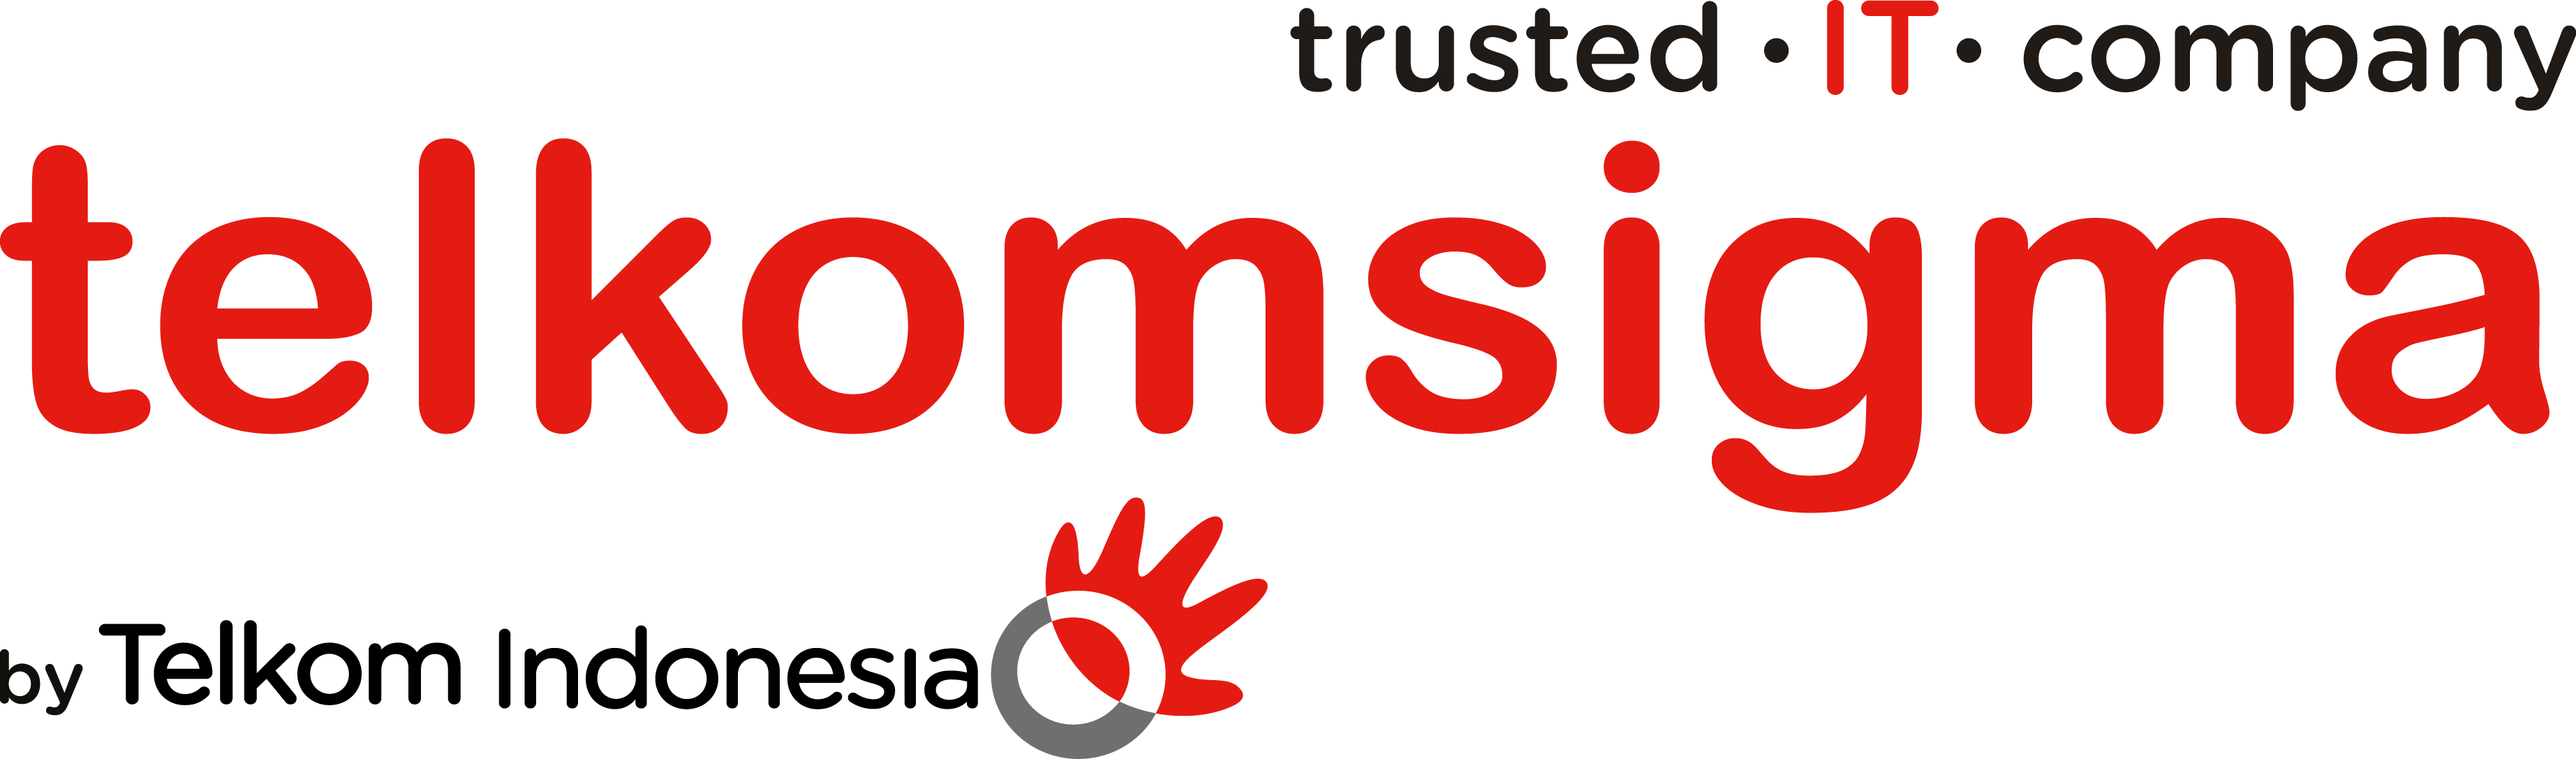 trusted • IT • company
telkomsigma
by Telkom Indonesia